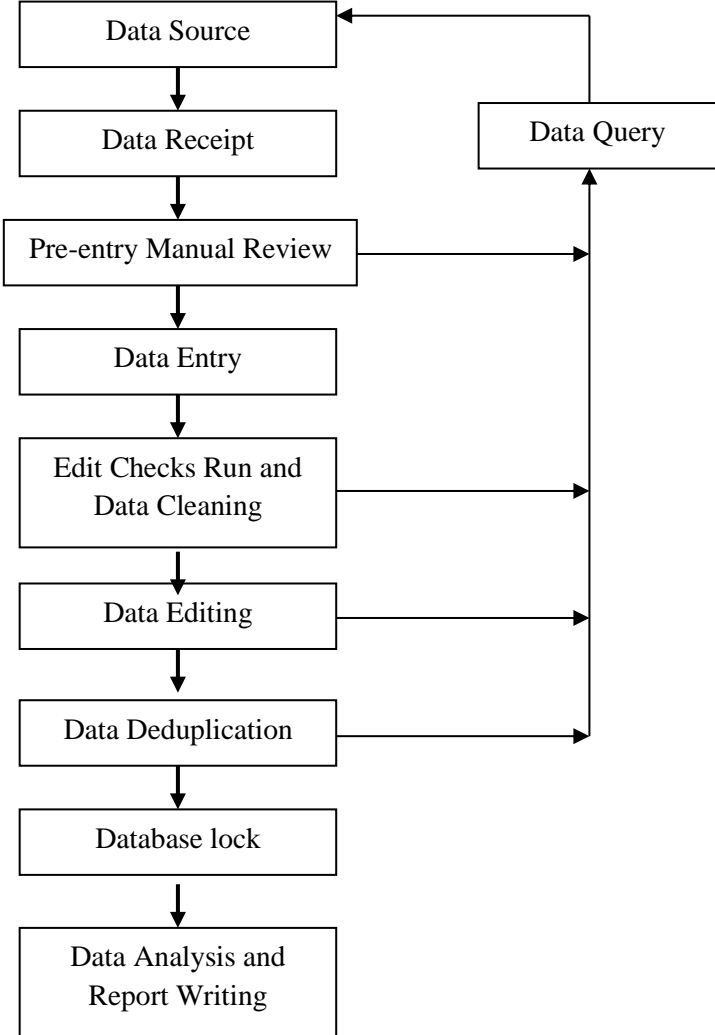 Data Source
Data Receipt
Data Query
Pre-entry Manual Review
Data Entry
Edit Checks Run and
Data Cleaning
Data Editing
Data Deduplication
Database lock
Data Analysis and
Report Writing